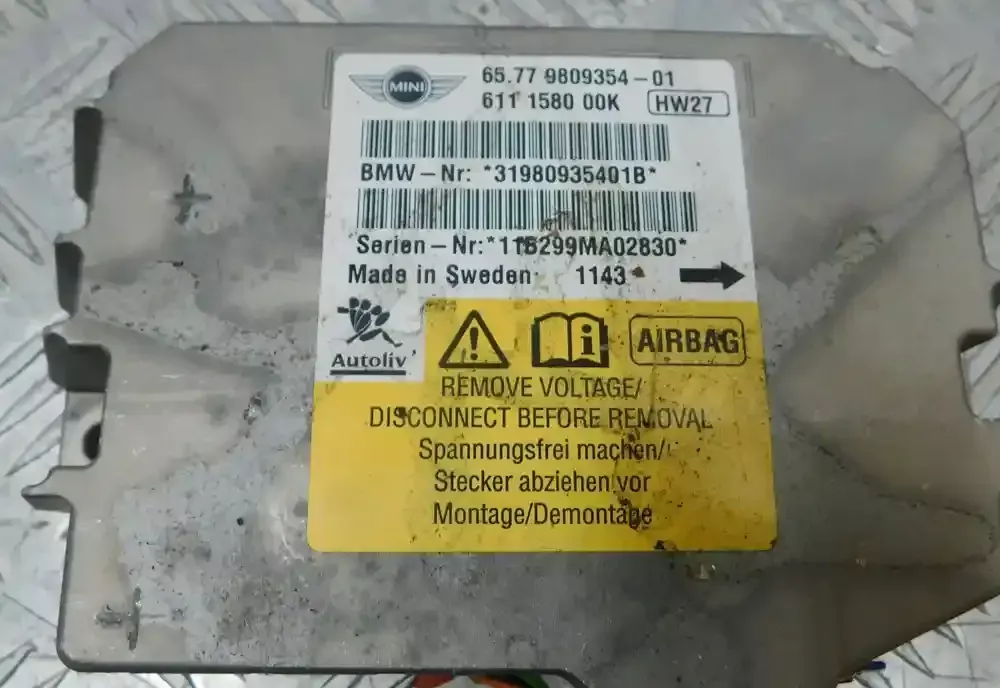 MINI
65.77 9809354-01
611 1580 00K HW27
BMW-Nr: *31980935401B*
Serien-Nr:*115299MA02830*
Made in Sweden 1143
Autoliv
AIRBAG
REMOVE VOLTAGE/
DISCONNECT BEFORE REMOVAL
Spannungsfrei machen/
Stecker abziehen vor
Montage/Demontage